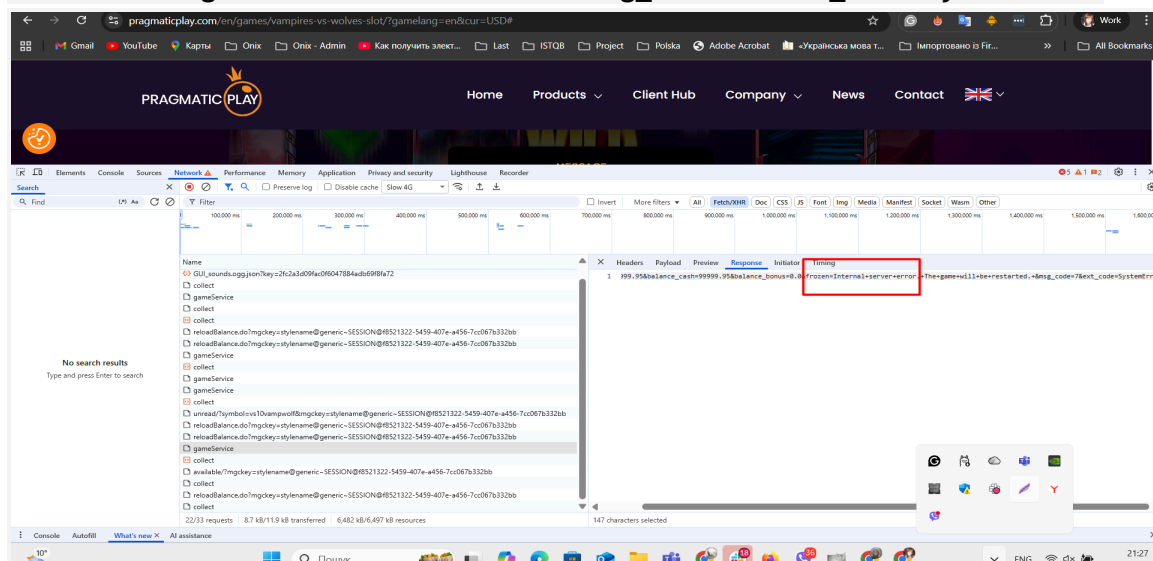 pragmaticplay.com/en/games/vampires-vs-wolves-slot/?gamelang=en&cur=USD#
Work
Gmail YouTube Карты Onix Onix - Admin Как получить элект... Last ISTQB Project Polska Adobe Acrobat «Українська мова т... Імпортовано із Fir... » All Bookmarks
PRAGMATIC PLAY
Home Products Client Hub Company News Contact
Elements Console Sources Network Performance Memory Application Privacy and security Lighthouse Recorder 5 1 2
Search × Preserve log Disable cache Slow 4G
Find (.*) Aa Filter Invert More filters All Fetch/XHR Doc CSS JS Font Img Media Manifest Socket Wasm Other
100,000 ms 200,000 ms 300,000 ms 400,000 ms 500,000 ms 600,000 ms 700,000 ms 800,000 ms 900,000 ms 1,000,000 ms 1,100,000 ms 1,200,000 ms 1,300,000 ms 1,400,000 ms 1,500,000 ms 1,600,00
Name × Headers Payload Preview Response Initiator Timing
GUI_sounds.ogg.json?key=2fc2a3d09fac0f6047884adb69f8fa72
1 99.95&balance_cash=99999.95&balance_bonus=0.0&frozen=Internal+server+error.+The+game+will+be+restarted.+&msg_code=7&ext_code=SystemErr
collect
gameService
collect
collect
reloadBalance.do?mgckey=stylename@generic~SESSION@f8521322-5459-407e-a456-7cc067b332bb
reloadBalance.do?mgckey=stylename@generic~SESSION@f8521322-5459-407e-a456-7cc067b332bb
gameService
collect
gameService
gameService
collect
unread/?symbol=vs10vampwolf&mgckey=stylename@generic~SESSION@f8521322-5459-407e-a456-7cc067b332bb
reloadBalance.do?mgckey=stylename@generic~SESSION@f8521322-5459-407e-a456-7cc067b332bb
reloadBalance.do?mgckey=stylename@generic~SESSION@f8521322-5459-407e-a456-7cc067b332bb
gameService
collect
available/?mgckey=stylename@generic~SESSION@f8521322-5459-407e-a456-7cc067b332bb
collect
reloadBalance.do?mgckey=stylename@generic~SESSION@f8521322-5459-407e-a456-7cc067b332bb
collect
No search results
Type and press Enter to search
22/33 requests 8.7 kB/11.9 kB transferred 6,482 kB/6,497 kB resources 147 characters selected
Console Autofill What's new × AI assistance
10° Пошук 18 36 ENG 21:27